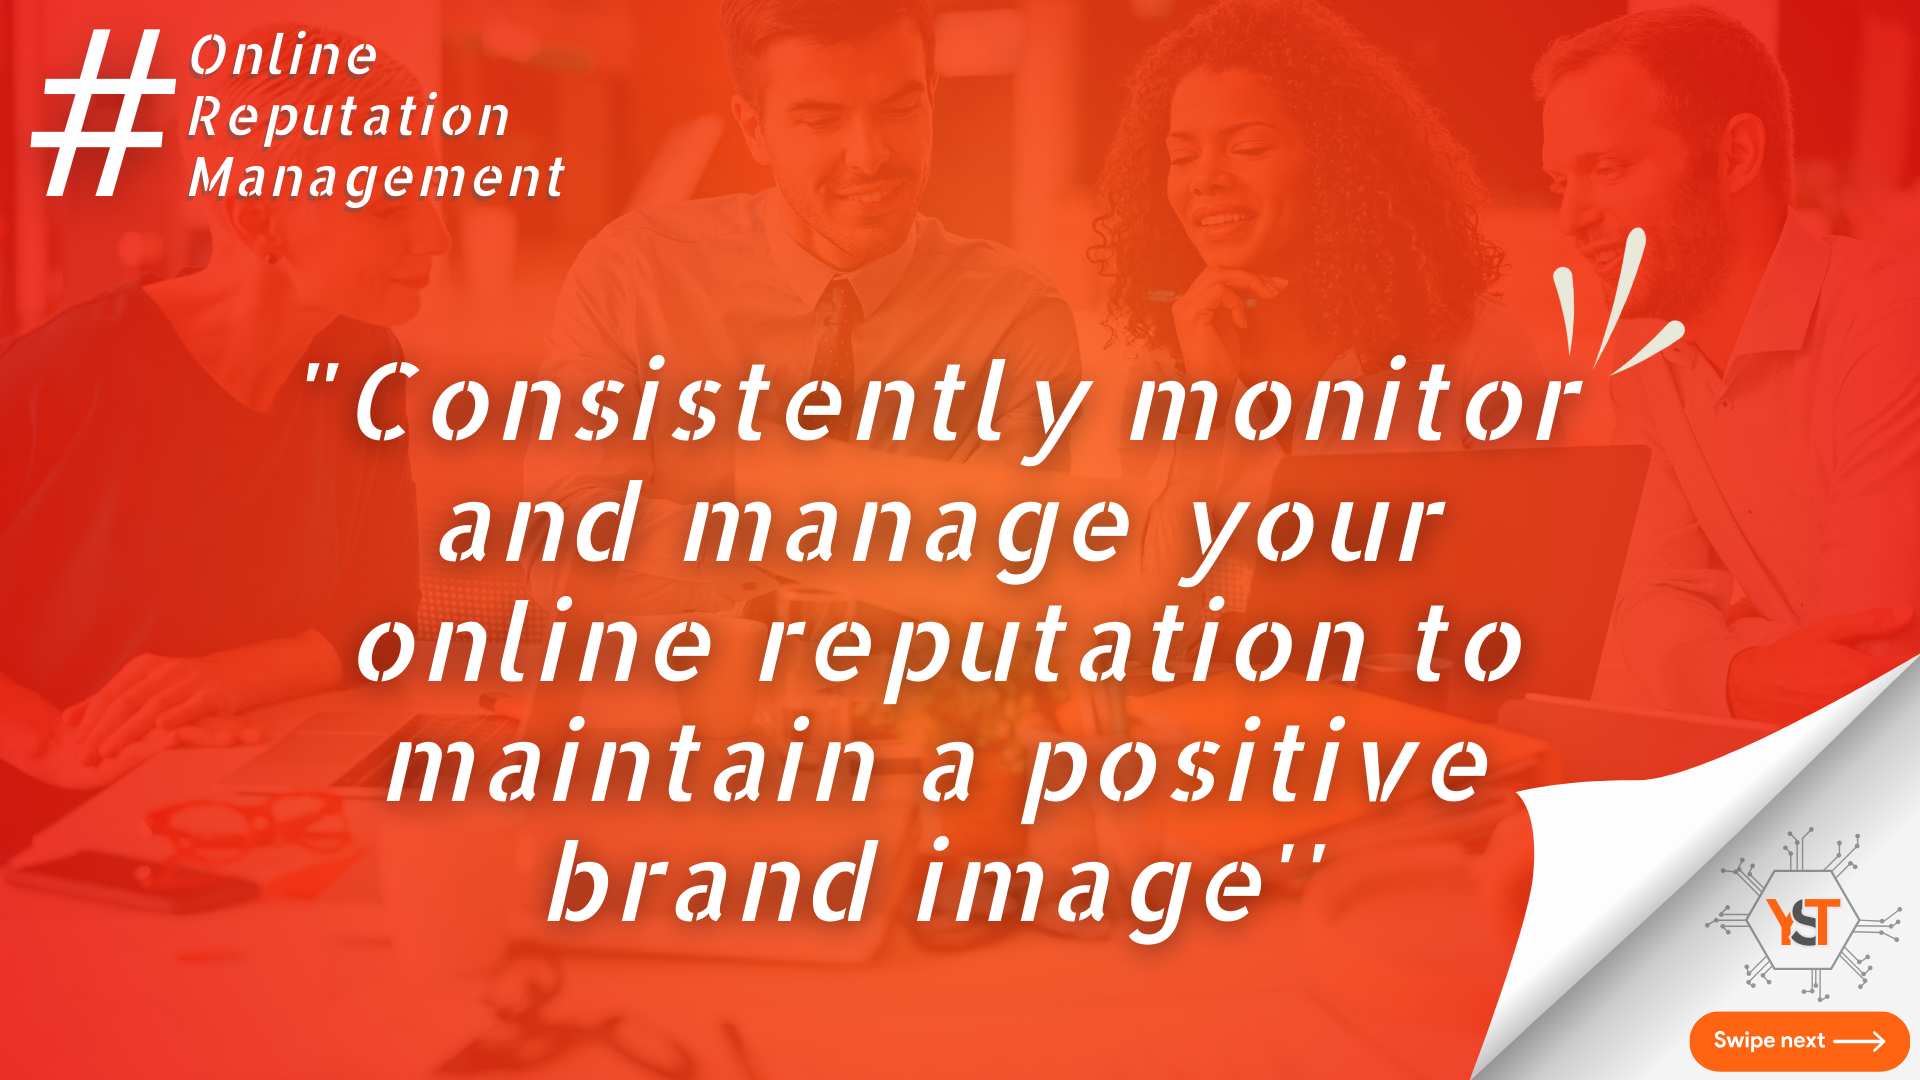 #
Online
Reputation
Management
"Consistently monitor
and manage your
online reputation to
maintain a positive
brand image''
YST
Swipe next